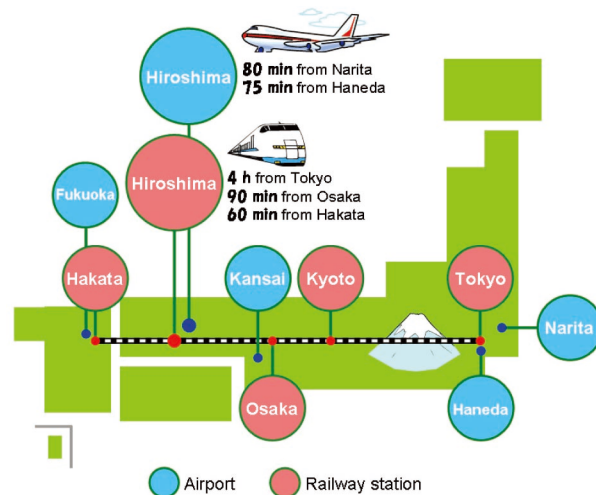 Hiroshima
80 min from Narita
75 min from Haneda
Hiroshima
4 h from Tokyo
90 min from Osaka
60 min from Hakata
Fukuoka
Hakata
Kansai
Kyoto
Tokyo
Narita
Osaka
Haneda
Airport
Railway station